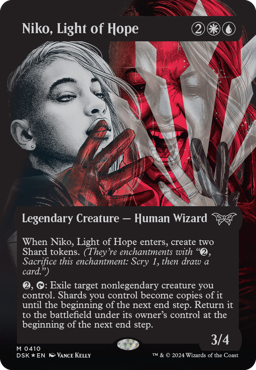 Niko, Light of Hope 2
Legendary Creature — Human Wizard
When Niko, Light of Hope enters, create two
Shard tokens. (They're enchantments with "2,
Sacrifice this enchantment: Scry 1, then draw a
card.")
2, : Exile target nonlegendary creature you
control. Shards you control become copies of it
until the beginning of the next end step. Return it
to the battlefield under its owner's control at the
beginning of the next end step.
3/4
M 0410
DSK ★ EN VANCE KELLY
™ & © 2024 Wizards of the Coast